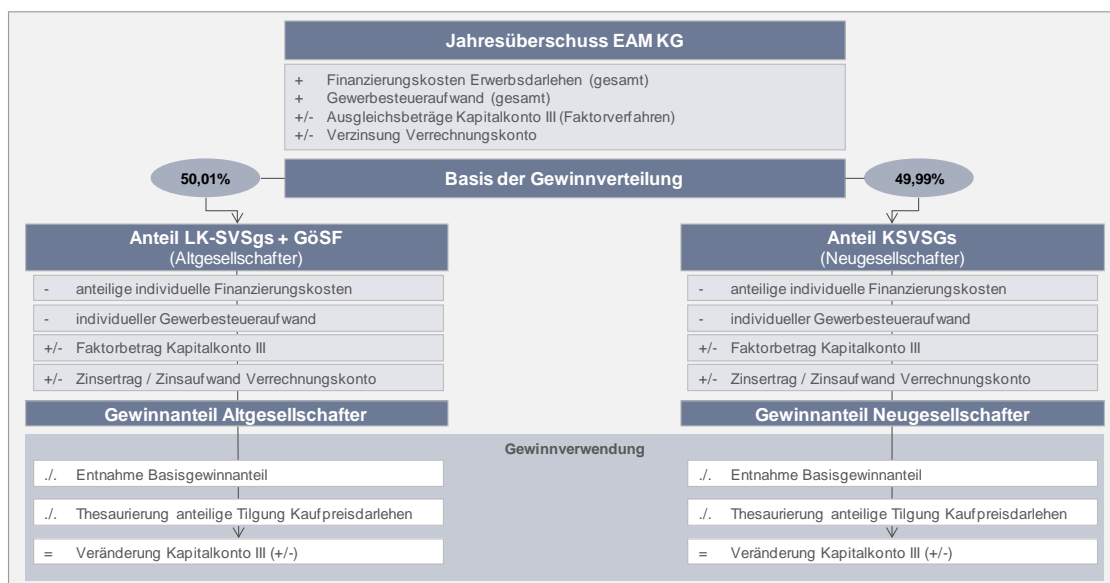 Jahresüberschuss EAM KG
+ Finanzierungskosten Erwerbsdarlehen (gesamt)
+ Gewerbesteueraufwand (gesamt)
+/- Ausgleichsbeträge Kapitalkonto III (Faktorverfahren)
+/- Verzinsung Verrechnungskonto
50,01%
Basis der Gewinnverteilung
49,99%
Anteil LK-SVSgs + GöSF
(Altgesellschafter)
- anteilige individuelle Finanzierungskosten
- individueller Gewerbesteueraufwand
+/- Faktorbetrag Kapitalkonto III
+/- Zinsertrag / Zinsaufwand Verrechnungskonto
Gewinnanteil Altgesellschafter
Anteil KSVSGs
(Neugesellschafter)
- anteilige individuelle Finanzierungskosten
- individueller Gewerbesteueraufwand
+/- Faktorbetrag Kapitalkonto III
+/- Zinsertrag / Zinsaufwand Verrechnungskonto
Gewinnanteil Neugesellschafter
Gewinnverwendung
./. Entnahme Basisgewinnanteil
./. Thesaurierung anteilige Tilgung Kaufpreisdarlehen
= Veränderung Kapitalkonto III (+/-)
./. Entnahme Basisgewinnanteil
./. Thesaurierung anteilige Tilgung Kaufpreisdarlehen
= Veränderung Kapitalkonto III (+/-)